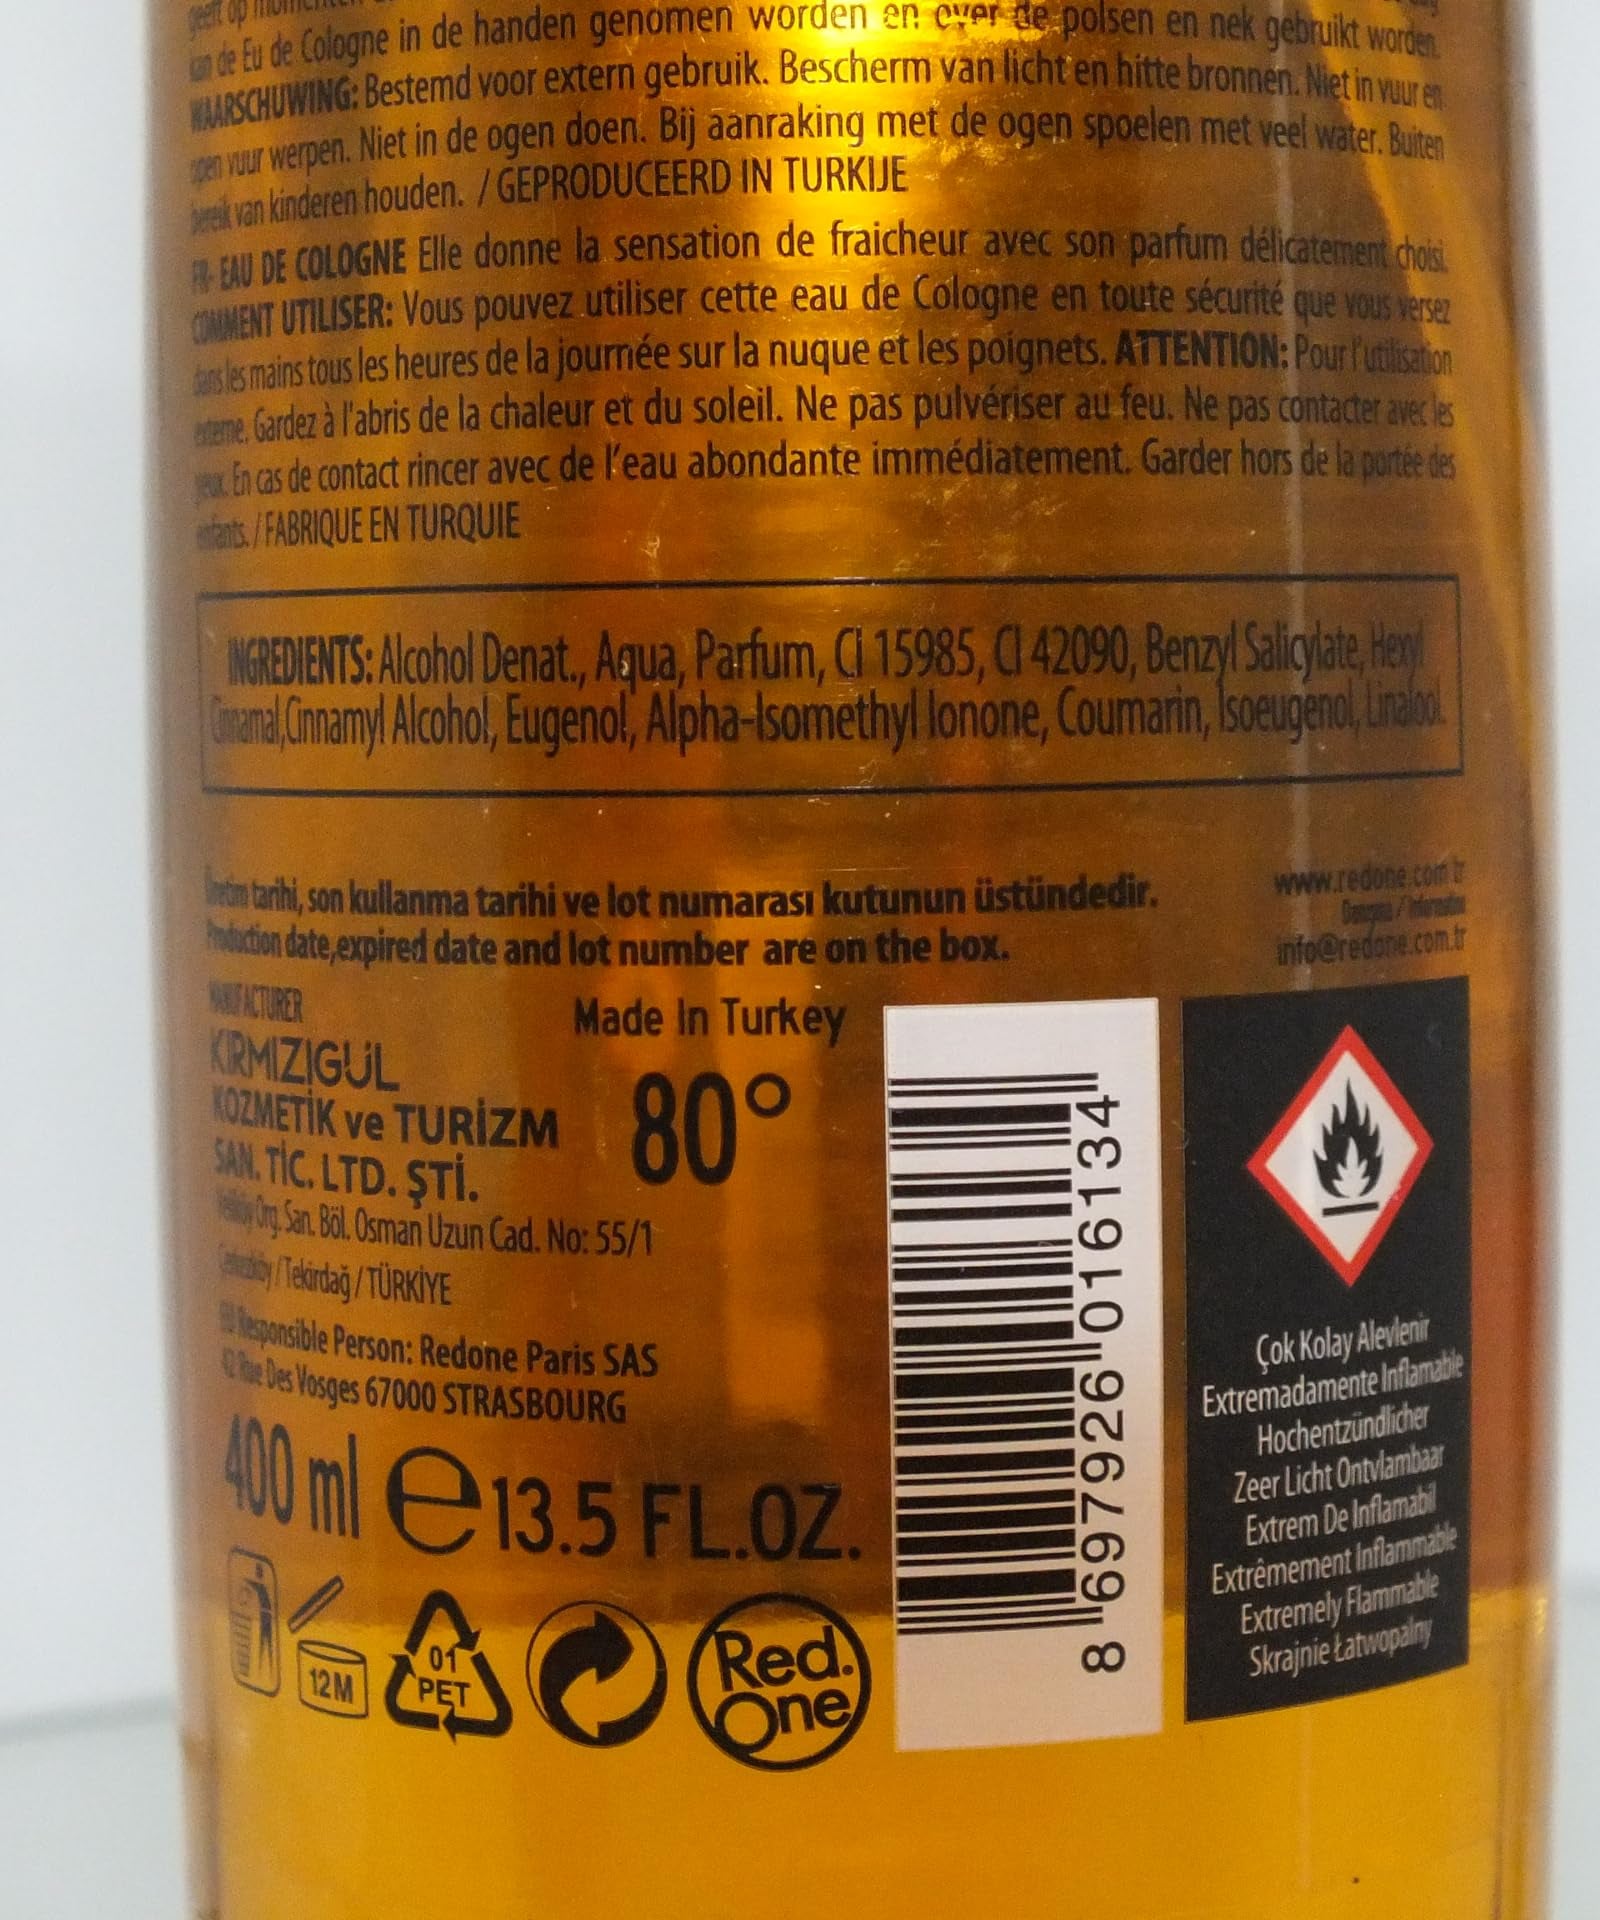 geeft op momenten
van de Eu de Cologne in de handen genomen worden en over de polsen en nek gebruikt worden.
WAARSCHUWING: Bestemd voor extern gebruik. Bescherm van licht en hitte bronnen. Niet in vuur en
open vuur werpen. Niet in de ogen doen. Bij aanraking met de ogen spoelen met veel water. Buiten
bereik van kinderen houden. / GEPRODUCEERD IN TURKIJE
FR- EAU DE COLOGNE Elle donne la sensation de fraicheur avec son parfum délicatement choisi.
COMMENT UTILISER: Vous pouvez utiliser cette eau de Cologne en toute sécurité que vous versez
dans les mains tous les heures de la journée sur la nuque et les poignets. ATTENTION: Pour l'utilisation
externe. Gardez à l'abris de la chaleur et du soleil. Ne pas pulvériser au feu. Ne pas contacter avec les
yeux. En cas de contact rincer avec de l'eau abondante immédiatement. Garder hors de la portée des
enfants. / FABRIQUE EN TURQUIE
INGREDIENTS: Alcohol Denat., Aqua, Parfum, CI 15985, CI 42090, Benzyl Salicylate, Hexyl
Cinnamal,Cinnamyl Alcohol, Eugenol, Alpha-Isomethyl Ionone, Coumarin, Isoeugenol, Linalool.
Üretim tarihi, son kullanma tarihi ve lot numarası kutunun üstündedir.
Production date,expired date and lot number are on the box.
www.redone.com.tr
Danışma / Information
info@redone.com.tr
MANUFACTURER
KIRMIZIGÜL
KOZMETİK ve TURİZM
SAN. TİC. LTD. ŞTİ.
Made In Turkey
80°
Org. San. Böl. Osman Uzun Cad. No: 55/1
Çerkezköy / Tekirdağ / TÜRKİYE
Responsible Person: Redone Paris SAS
42 Rue Des Vosges 67000 STRASBOURG
400 ml e 13.5 FL.OZ.
12M
01
PET
Red.
One
8 697926 016134
Çok Kolay Alevlenir
Extremadamente Inflamable
Hochentzündlicher
Zeer Licht Ontvlambaar
Extrem De Inflamabil
Extrêmement Inflammable
Extremely Flammable
Skrajnie Łatwopalny